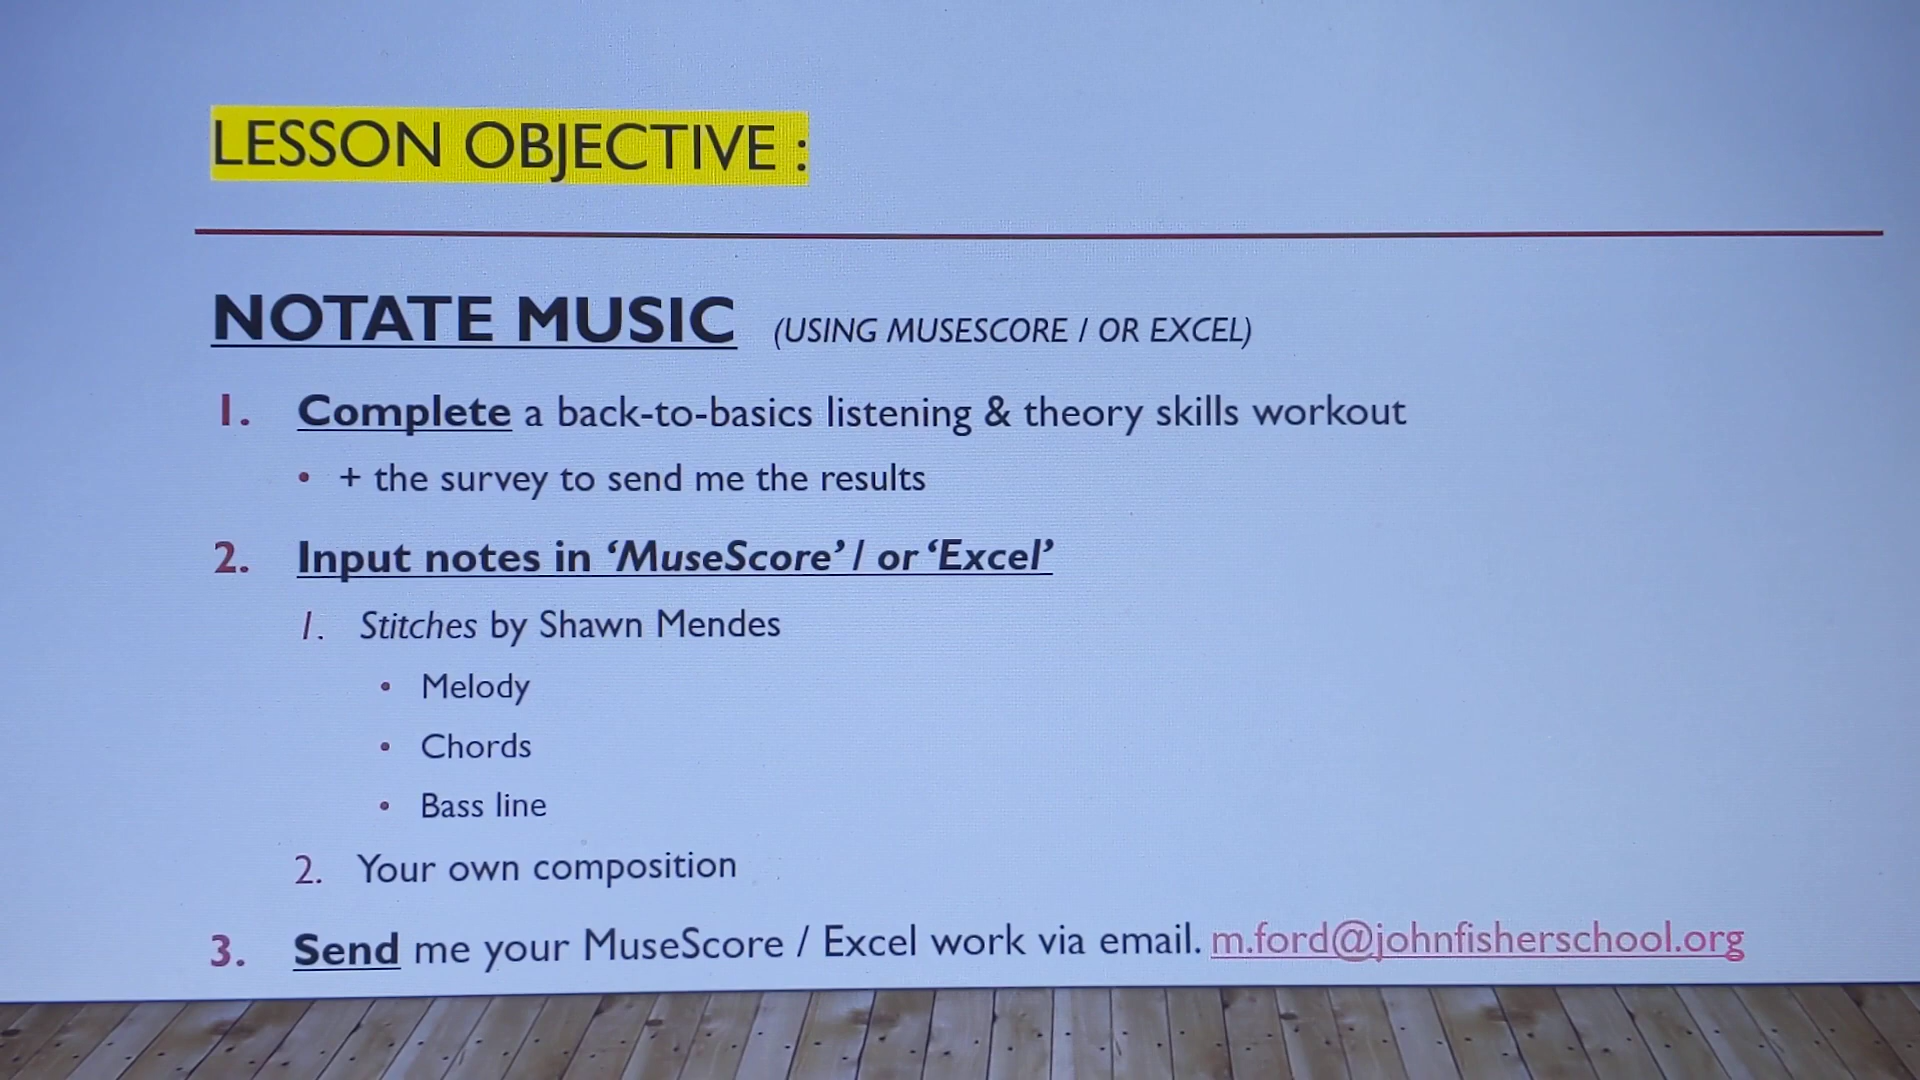 LESSON OBJECTIVE :
NOTATE MUSIC (USING MUSESCORE / OR EXCEL)
1. Complete a back-to-basics listening & theory skills workout
• + the survey to send me the results
2. Input notes in ‘MuseScore’ / or ‘Excel’
1. Stitches by Shawn Mendes
• Melody
• Chords
• Bass line
2. Your own composition
3. Send me your MuseScore / Excel work via email. m.ford@johnfisherschool.org